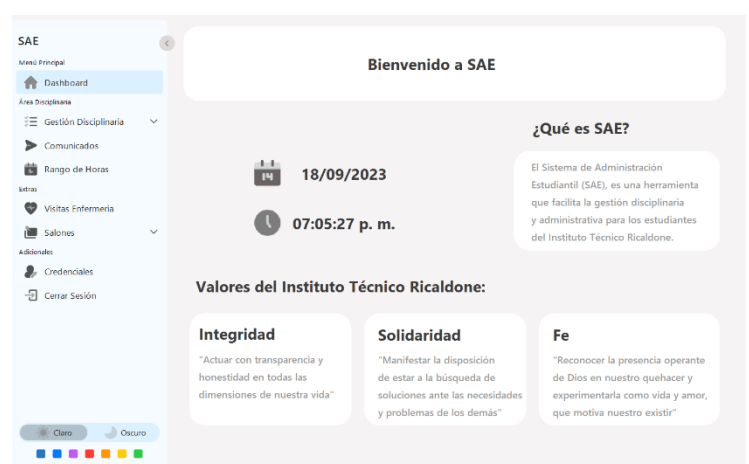 SAE
Menú Principal
Dashboard
Área Disciplinaria
Gestión Disciplinaria
Comunicados
Rango de Horas
Extras
Visitas Enfermería
Salones
Adicionales
Credenciales
Cerrar Sesión
Claro
Oscuro
Bienvenido a SAE
14
18/09/2023
07:05:27 p. m.
¿Qué es SAE?
El Sistema de Administración
Estudiantil (SAE), es una herramienta
que facilita la gestión disciplinaria
y administrativa para los estudiantes
del Instituto Técnico Ricaldone.
Valores del Instituto Técnico Ricaldone:
Integridad
"Actuar con transparencia y
honestidad en todas las
dimensiones de nuestra vida"
Solidaridad
"Manifestar la disposición
de estar a la búsqueda de
soluciones ante las necesidades
y problemas de los demás"
Fe
"Reconocer la presencia operante
de Dios en nuestro quehacer y
experimentarla como vida y amor,
que motiva nuestro existir"